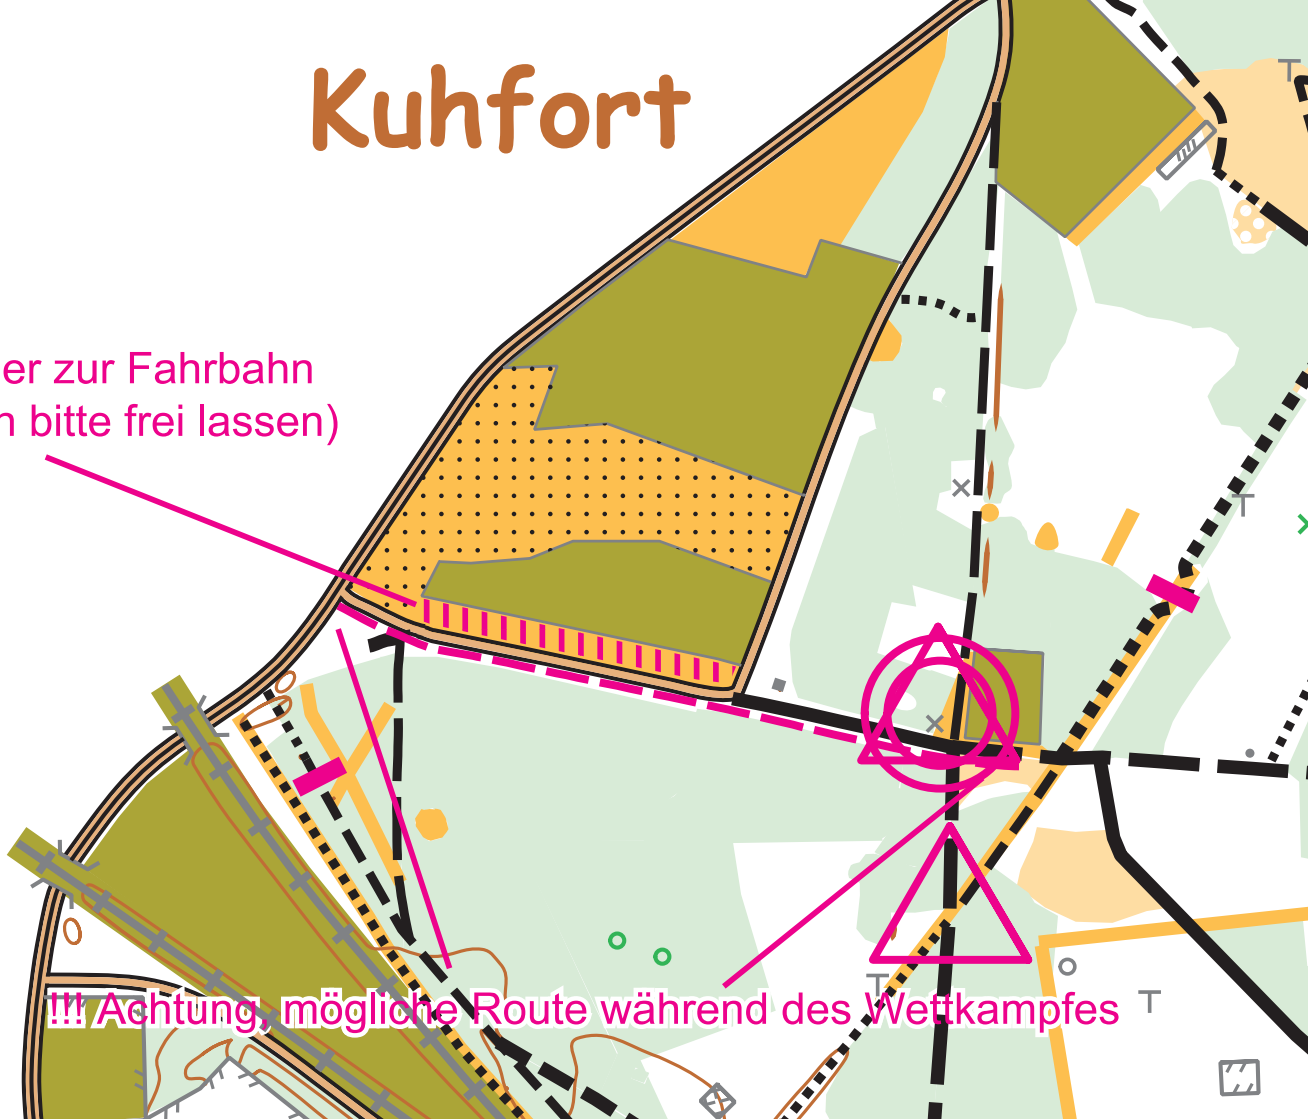 Kuhfort
er zur Fahrbahn
n bitte frei lassen)
!!! Achtung, mögliche Route während des Wettkampfes